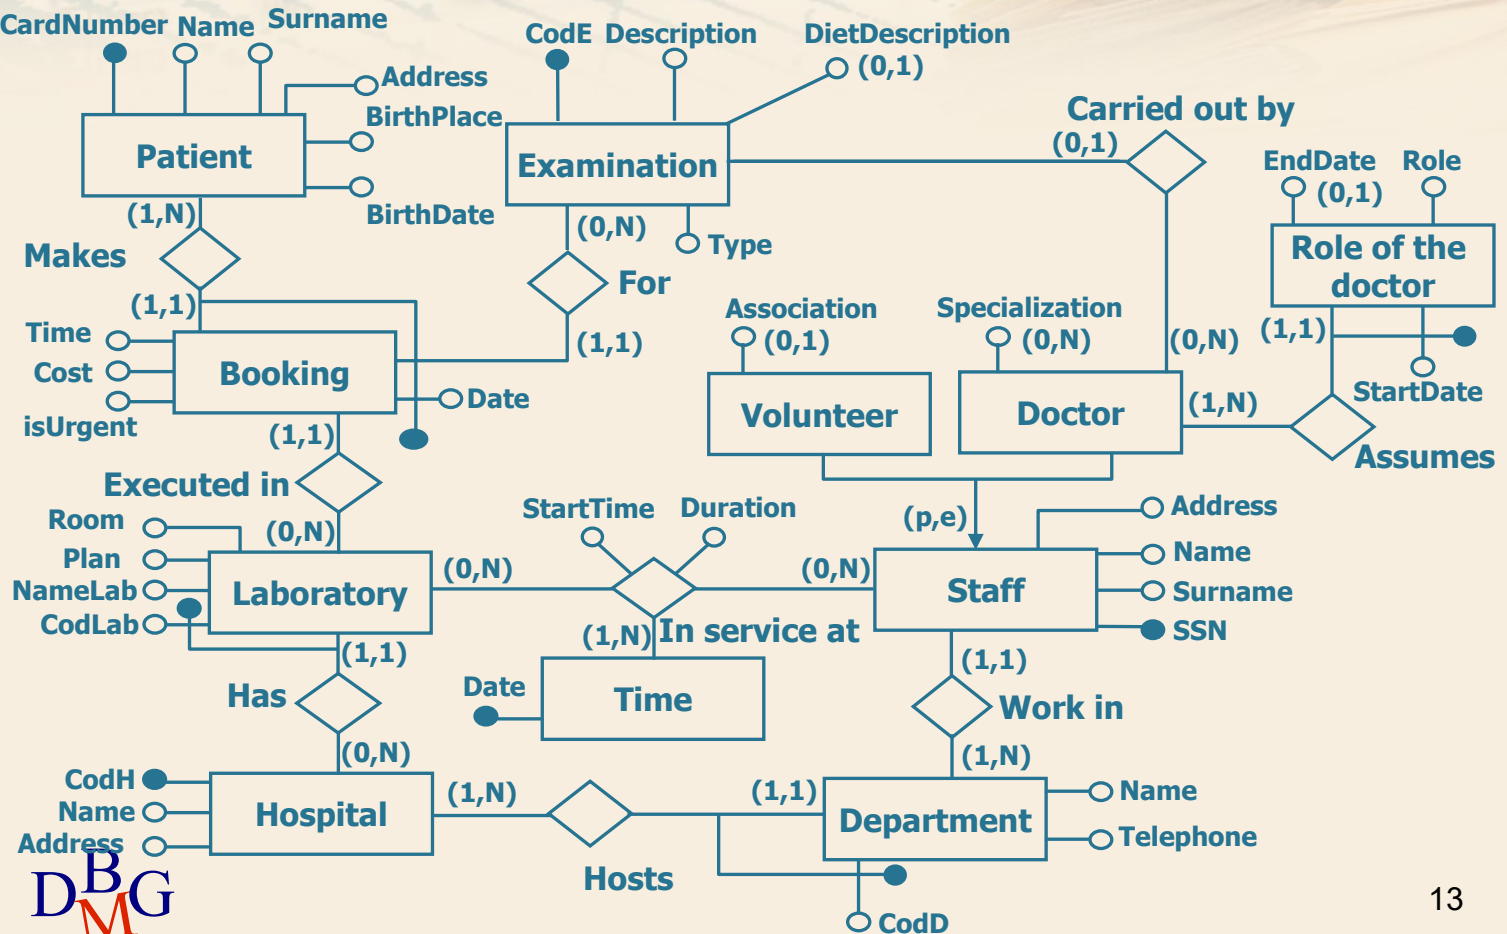 CardNumber Name Surname
Address
BirthPlace
Patient
BirthDate
(1,N)
Makes
(1,1)
CodE Description DietDescription
(0,1)
Examination
(0,N)
Type
For
(1,1)
Carried out by
(0,1)
(0,N)
EndDate Role
(0,1)
Role of the
doctor
(1,1)
StartDate
Assumes
(1,N)
Time
Cost
isUrgent
Booking
Date
(1,1)
Executed in
(0,N)
Association
(0,1)
Volunteer
Specialization
(0,N)
Doctor
(p,e)
Room
Plan
NameLab
CodLab
Laboratory
(0,N)
StartTime Duration
(0,N)
In service at
(1,N)
Date
Time
Staff
Address
Name
Surname
SSN
(1,1)
Work in
(1,N)
(1,1)
Has
(0,N)
CodH
Name
Address
Hospital
(1,N)
Hosts
(1,1)
Department
Name
Telephone
CodD
DBMG
13